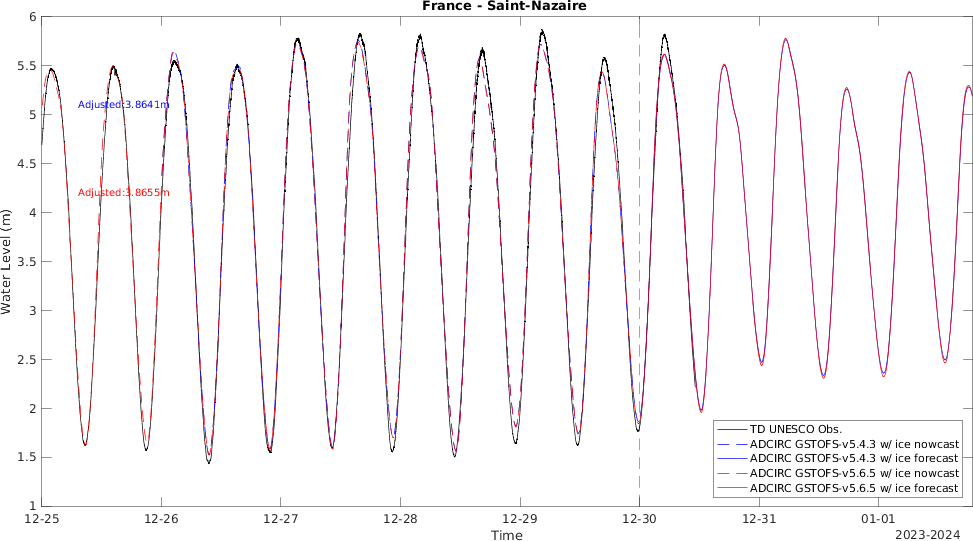 France - Saint-Nazaire
6
5.5
5
4.5
4
3.5
3
2.5
2
1.5
1
Water Level (m)
Adjusted:3.8641m
Adjusted:3.8655m
TD UNESCO Obs.
ADCIRC GSTOFS-v5.4.3 w/ ice nowcast
ADCIRC GSTOFS-v5.4.3 w/ ice forecast
ADCIRC GSTOFS-v5.6.5 w/ ice nowcast
ADCIRC GSTOFS-v5.6.5 w/ ice forecast
12-25 12-26 12-27 12-28 12-29 12-30 12-31 01-01
Time
2023-2024